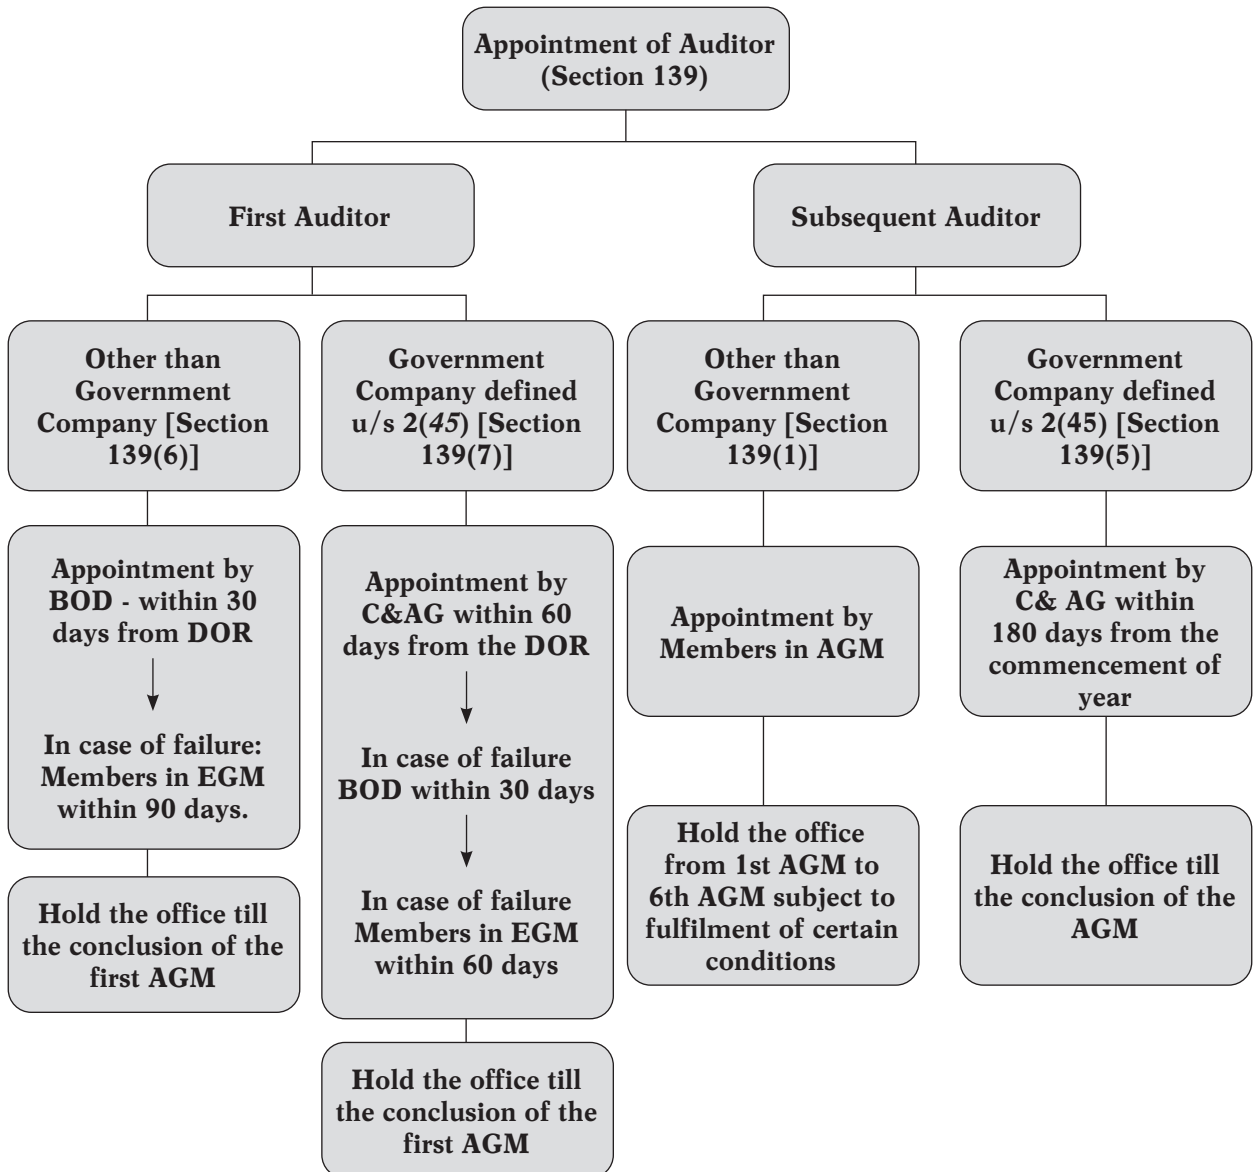 Appointment of Auditor
(Section 139)
First Auditor
Subsequent Auditor
Other than
Government
Company [Section
139(6)]
Government
Company defined
u/s 2(45) [Section
139(7)]
Other than
Government
Company [Section
139(1)]
Government
Company defined
u/s 2(45) [Section
139(5)]
Appointment by
BOD - within 30
days from DOR
In case of failure:
Members in EGM
within 90 days.
Appointment by
C&AG within 60
days from the DOR
In case of failure
BOD within 30 days
In case of failure
Members in EGM
within 60 days
Appointment by
Members in AGM
Appointment by
C& AG within
180 days from the
commencement of
year
Hold the office till
the conclusion of the
first AGM
Hold the office till
the conclusion of the
first AGM
Hold the office
from 1st AGM to
6th AGM subject to
fulfilment of certain
conditions
Hold the office till
the conclusion of the
AGM